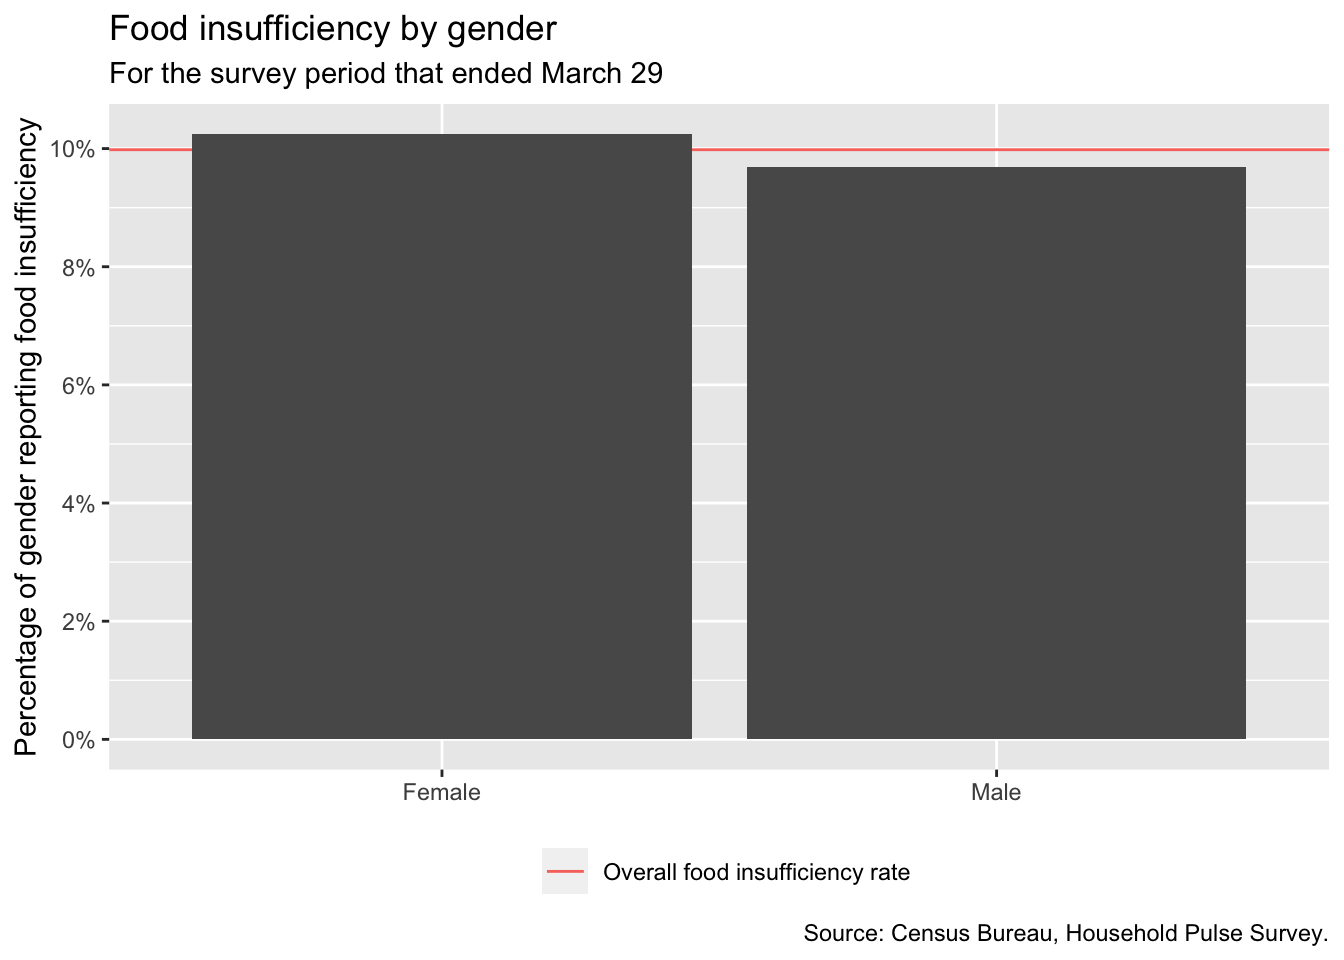 Food insufficiency by gender
For the survey period that ended March 29
Percentage of gender reporting food insufficiency
10%
8%
6%
4%
2%
0%
Female
Male
Overall food insufficiency rate
Source: Census Bureau, Household Pulse Survey.